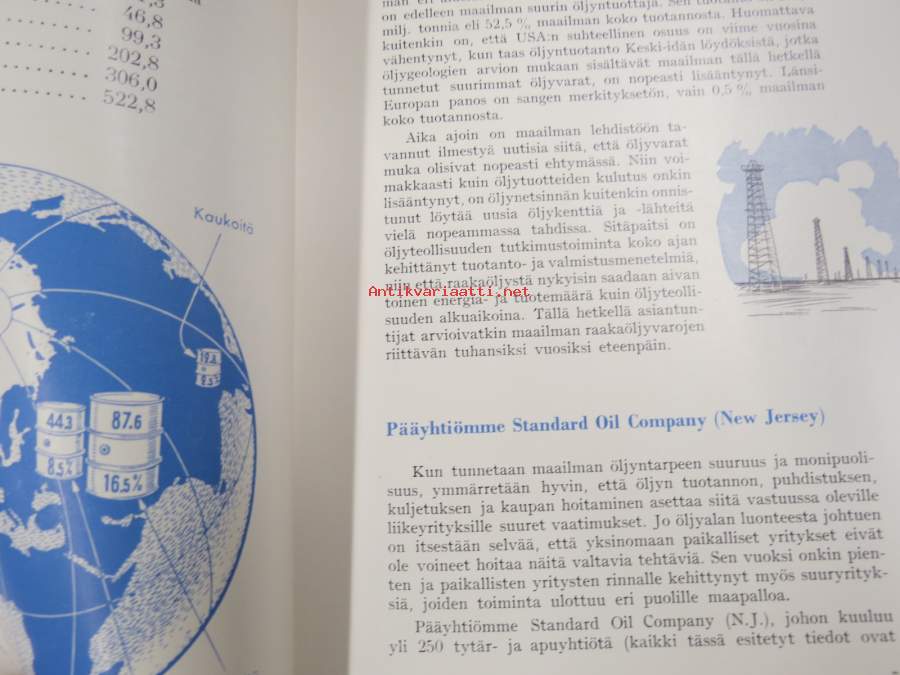 46,8
99,3
202,8
306,0
522,8
Kaukoitä
19.8
44.3
8.5%
87.6
16.5%
on edelleen maailman suurin öljyntuottaja. Sen
milj. tonnia eli 52,5 % maailman koko tuotannosta. Huomattava
kuitenkin on, että USA:n suhteellinen osuus on viime vuosina
vähentynyt, kun taas öljyntuotanto Keski-idän löydöksistä, jotka
öljygeologien arvion mukaan sisältävät maailman tällä hetkellä
tunnetut suurimmat öljyvarat, on nopeasti lisääntynyt. Länsi-
Europan panos on sangen merkityksetön, vain 0,5 % maailman
koko tuotannosta.
Aika ajoin on maailman lehdistöön ta-
vannut ilmestyä uutisia siitä, että öljyvarat
muka olisivat nopeasti ehtymässä. Niin voi-
makkaasti kuin öljytuotteiden kulutus onkin
lisääntynyt, on öljynetsinnän kuitenkin onnis-
tunut löytää uusia öljykenttiä ja -lähteitä
vielä nopeammassa tahdissa. Sitäpaitsi on
öljyteollisuuden tutkimustoiminta koko ajan
kehittänyt tuotanto- ja valmistusmenetelmiä,
niin että raakaöljystä nykyisin saadaan aivan
Antikvariaatti.net
toinen energia- ja tuotemäärä kuin öljyteolli-
suuden alkuaikoina. Tällä hetkellä asiantun-
tijat arvioivatkin maailman raakaöljyvarojen
riittävän tuhansiksi vuosiksi eteenpäin.
Pääyhtiömme Standard Oil Company (New Jersey)
Kun tunnetaan maailman öljyntarpeen suuruus ja monipuoli-
suus, ymmärretään hyvin, että öljyn tuotannon, puhdistuksen,
kuljetuksen ja kaupan hoitaminen asettaa siitä vastuussa oleville
liikeyrityksille suuret vaatimukset. Jo öljyalan luonteesta johtuen
on itsestään selvää, että yksinomaan paikalliset yritykset eivät
ole voineet hoitaa näitä valtavia tehtäviä. Sen vuoksi onkin pien-
ten ja paikallisten yritysten rinnalle kehittynyt myös suuryrityk-
siä, joiden toiminta ulottuu eri puolille maapalloa.
Pääyhtiömme Standard Oil Company (N.J.), johon kuuluu
yli 250 tytär- ja apuyhtiötä (kaikki tässä esitetyt tiedot ovat